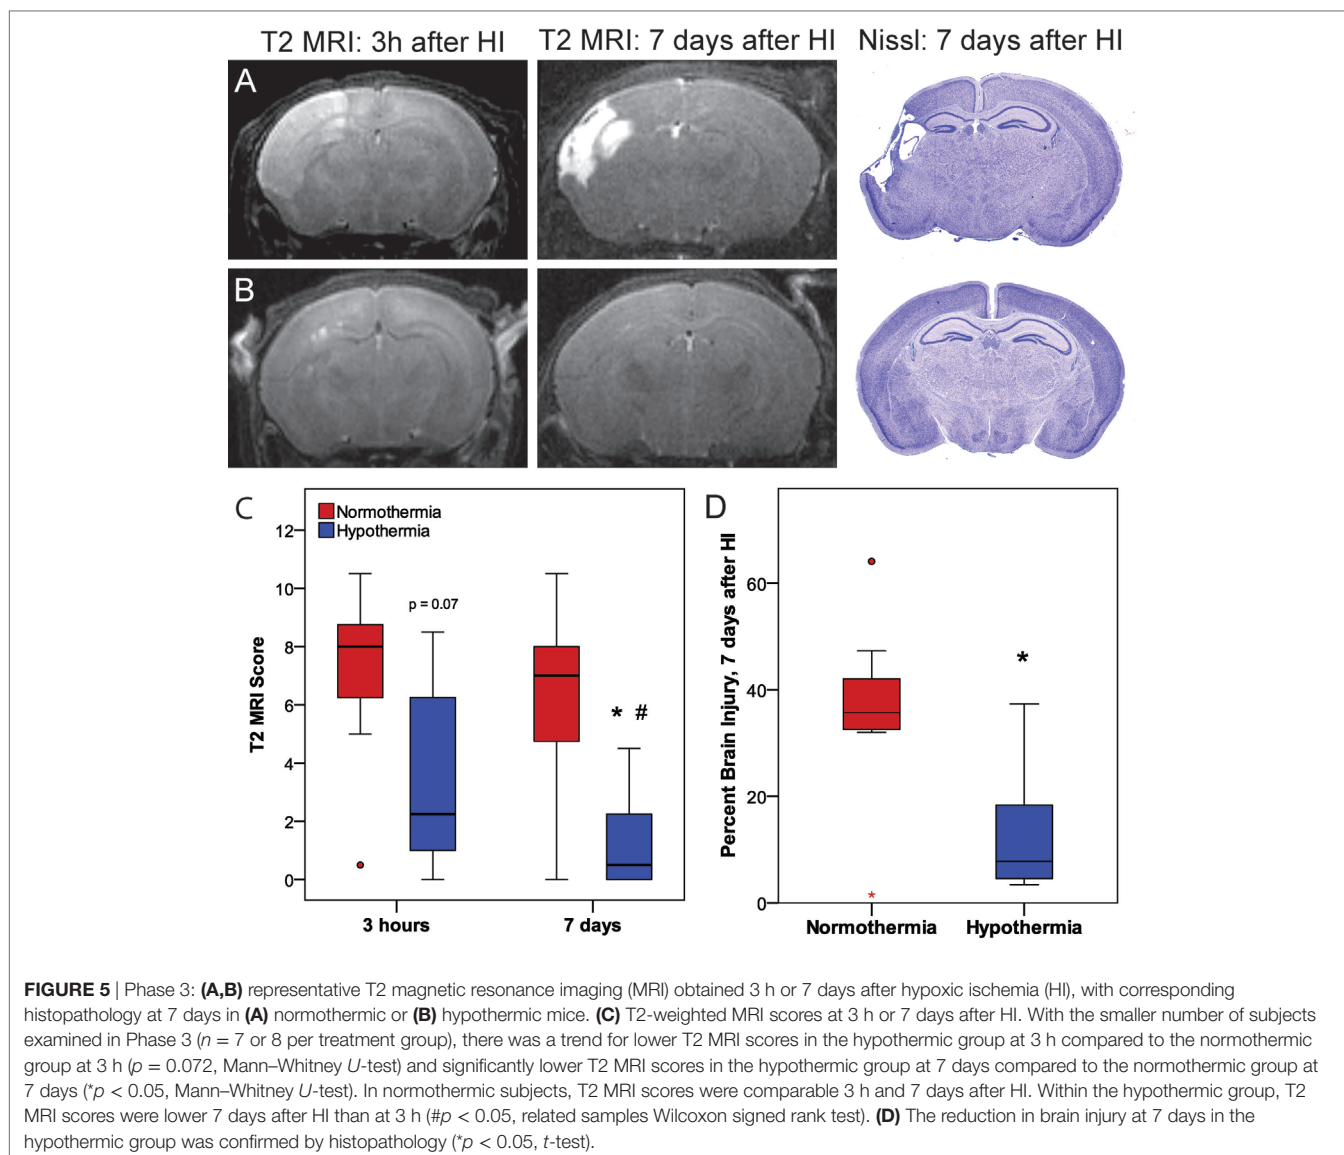 T2 MRI: 3h after HI T2 MRI: 7 days after HI Nissl: 7 days after HI
A
B
C
Normothermia
Hypothermia
T2 MRI Score
12
10
8
6
4
2
0
p = 0.07
* #
3 hours 7 days
D
Percent Brain Injury, 7 days after HI
60
40
20
0
*
*
Normothermia Hypothermia
FIGURE 5 | Phase 3: (A,B) representative T2 magnetic resonance imaging (MRI) obtained 3 h or 7 days after hypoxic ischemia (HI), with corresponding
histopathology at 7 days in (A) normothermic or (B) hypothermic mice. (C) T2-weighted MRI scores at 3 h or 7 days after HI. With the smaller number of subjects
examined in Phase 3 (n = 7 or 8 per treatment group), there was a trend for lower T2 MRI scores in the hypothermic group at 3 h compared to the normothermic
group at 3 h (p = 0.072, Mann–Whitney U-test) and significantly lower T2 MRI scores in the hypothermic group at 7 days compared to the normothermic group at
7 days (*p < 0.05, Mann–Whitney U-test). In normothermic subjects, T2 MRI scores were comparable 3 h and 7 days after HI. Within the hypothermic group, T2
MRI scores were lower 7 days after HI than at 3 h (#p < 0.05, related samples Wilcoxon signed rank test). (D) The reduction in brain injury at 7 days in the
hypothermic group was confirmed by histopathology (*p < 0.05, t-test).